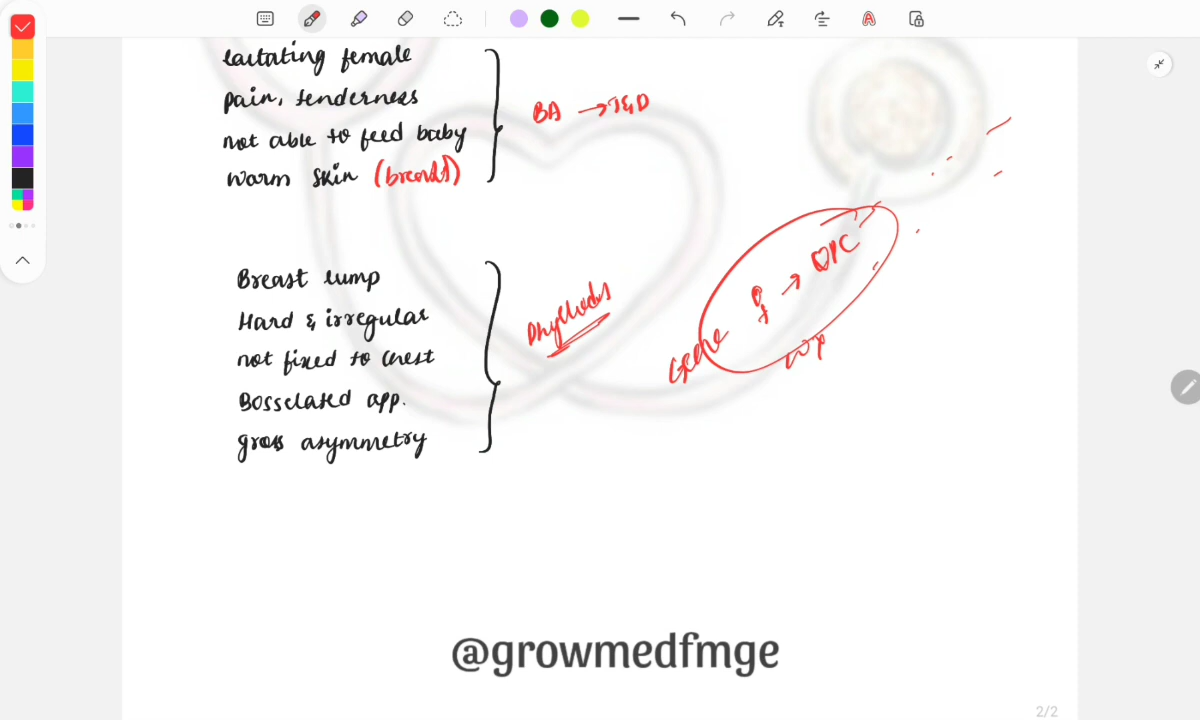 lactating female
pain, tenderness
not able to feed baby
warm skin (breast)
BA → I&D
Breast lump
Hard & irregular
not fixed to chest
Bosselated app.
gross asymmetry
Phyllodes
♀ → OPC
@growmedfmge
2/2